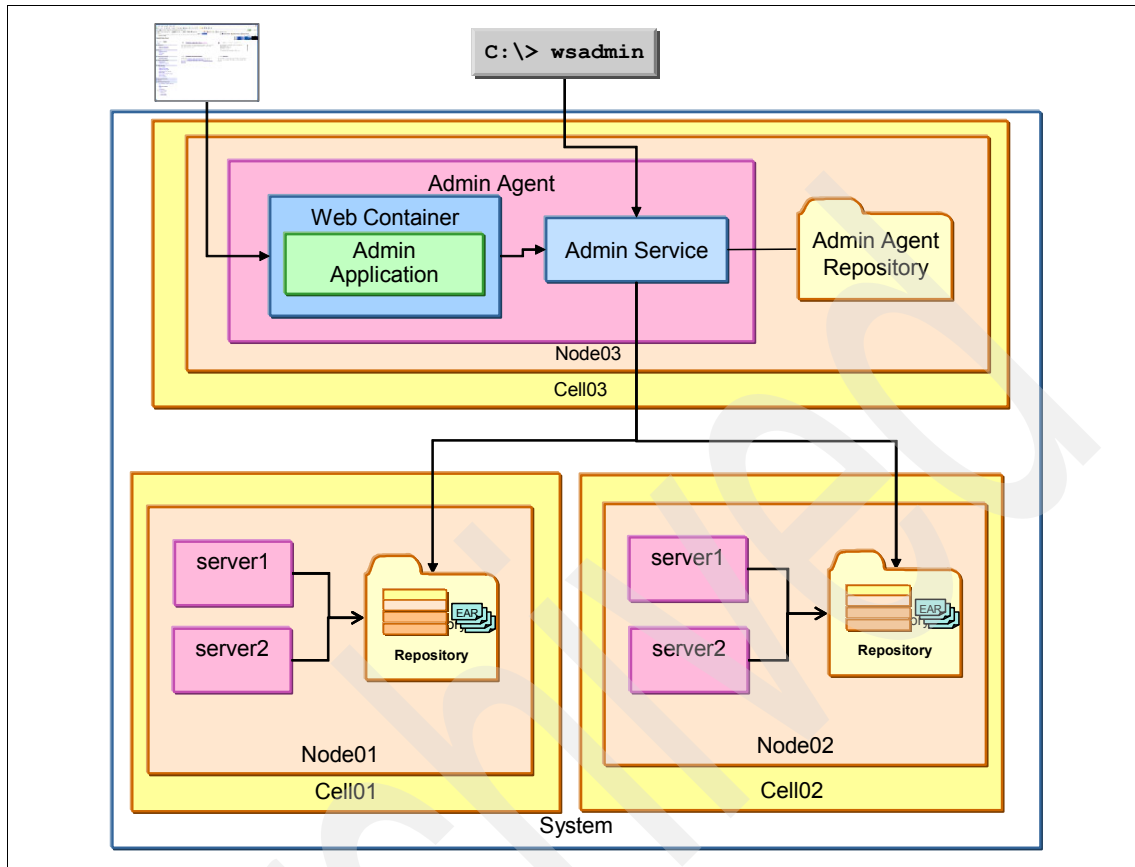 C:\> wsadmin
Admin Agent
Web Container
Admin
Application
Admin Service
Admin Agent
Repository
Node03
Cell03
server1
server2
EAR
Repository
Node01
Cell01
server1
server2
EAR
Repository
Node02
Cell02
System